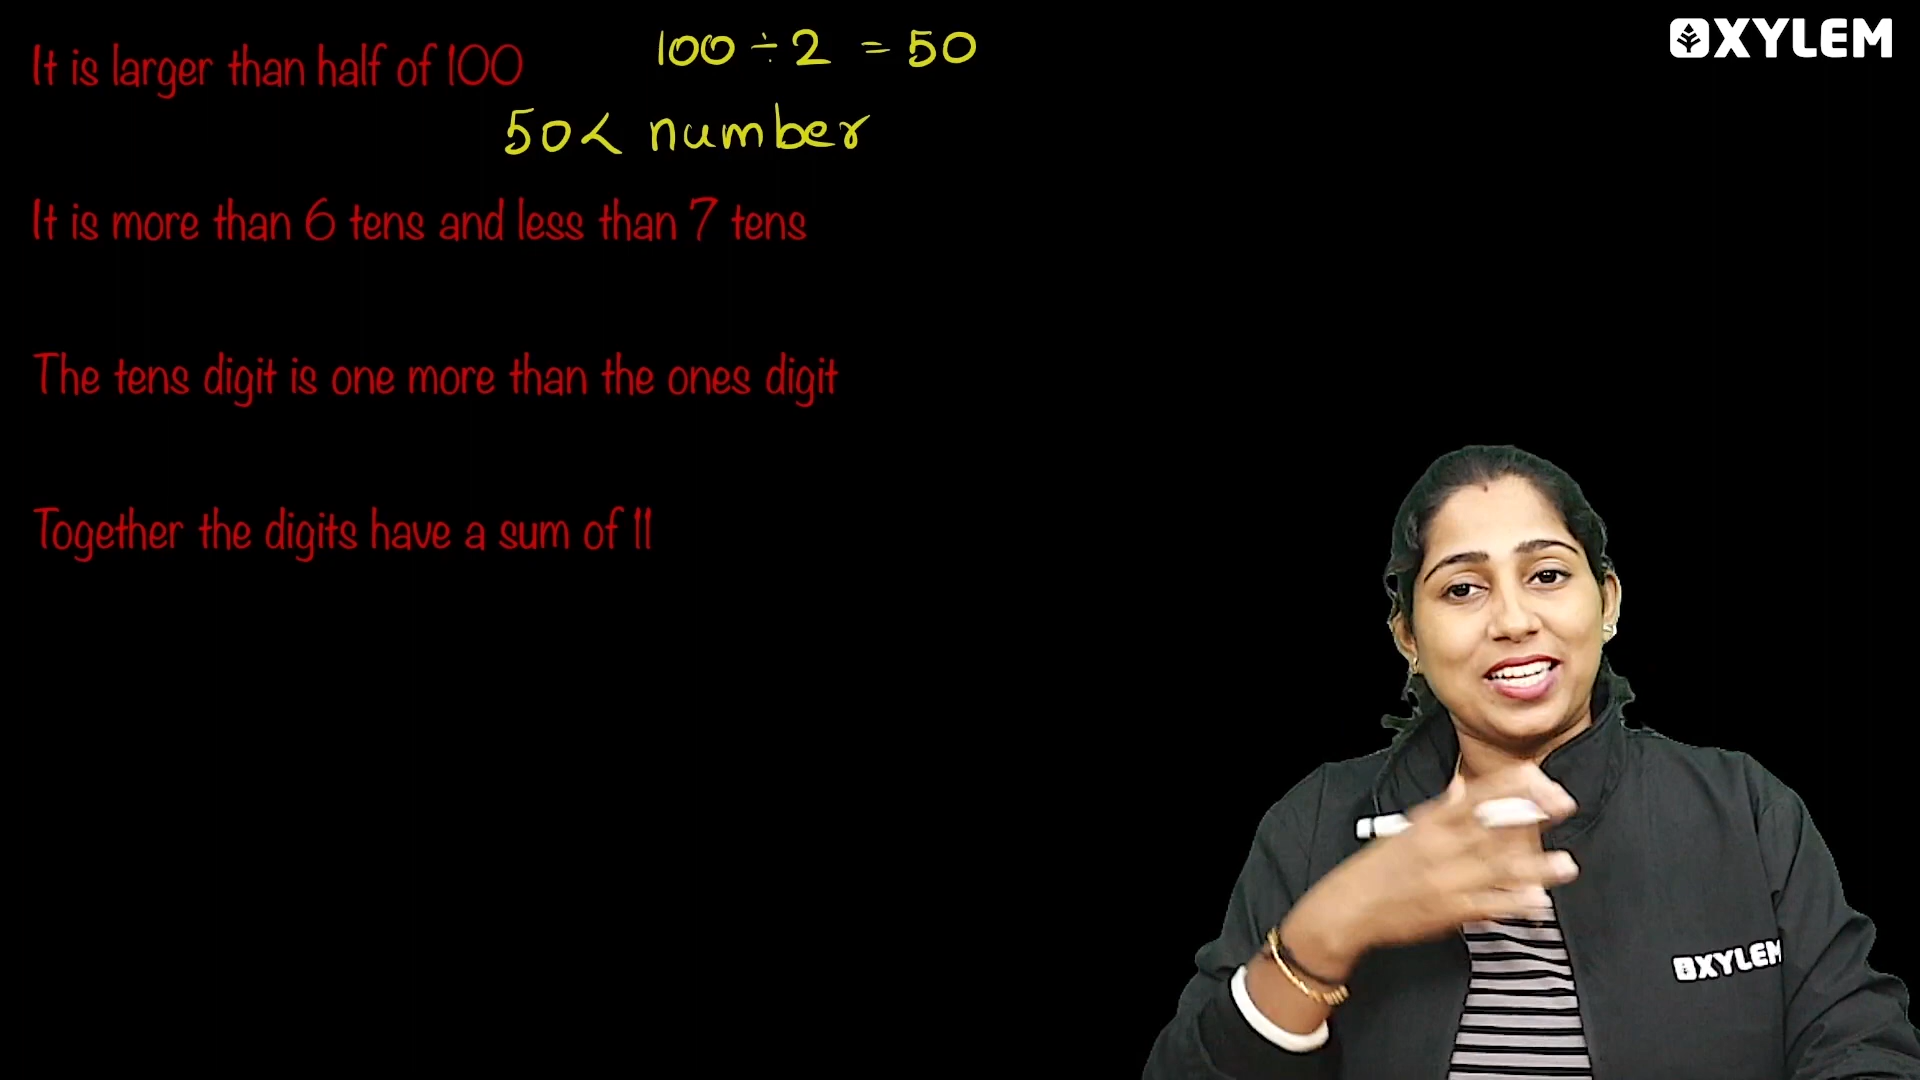 It is larger than half of 100
100 ÷ 2 = 50
XYLEM
50 < number
It is more than 6 tens and less than 7 tens
The tens digit is one more than the ones digit
Together the digits have a sum of 11
XYLEM